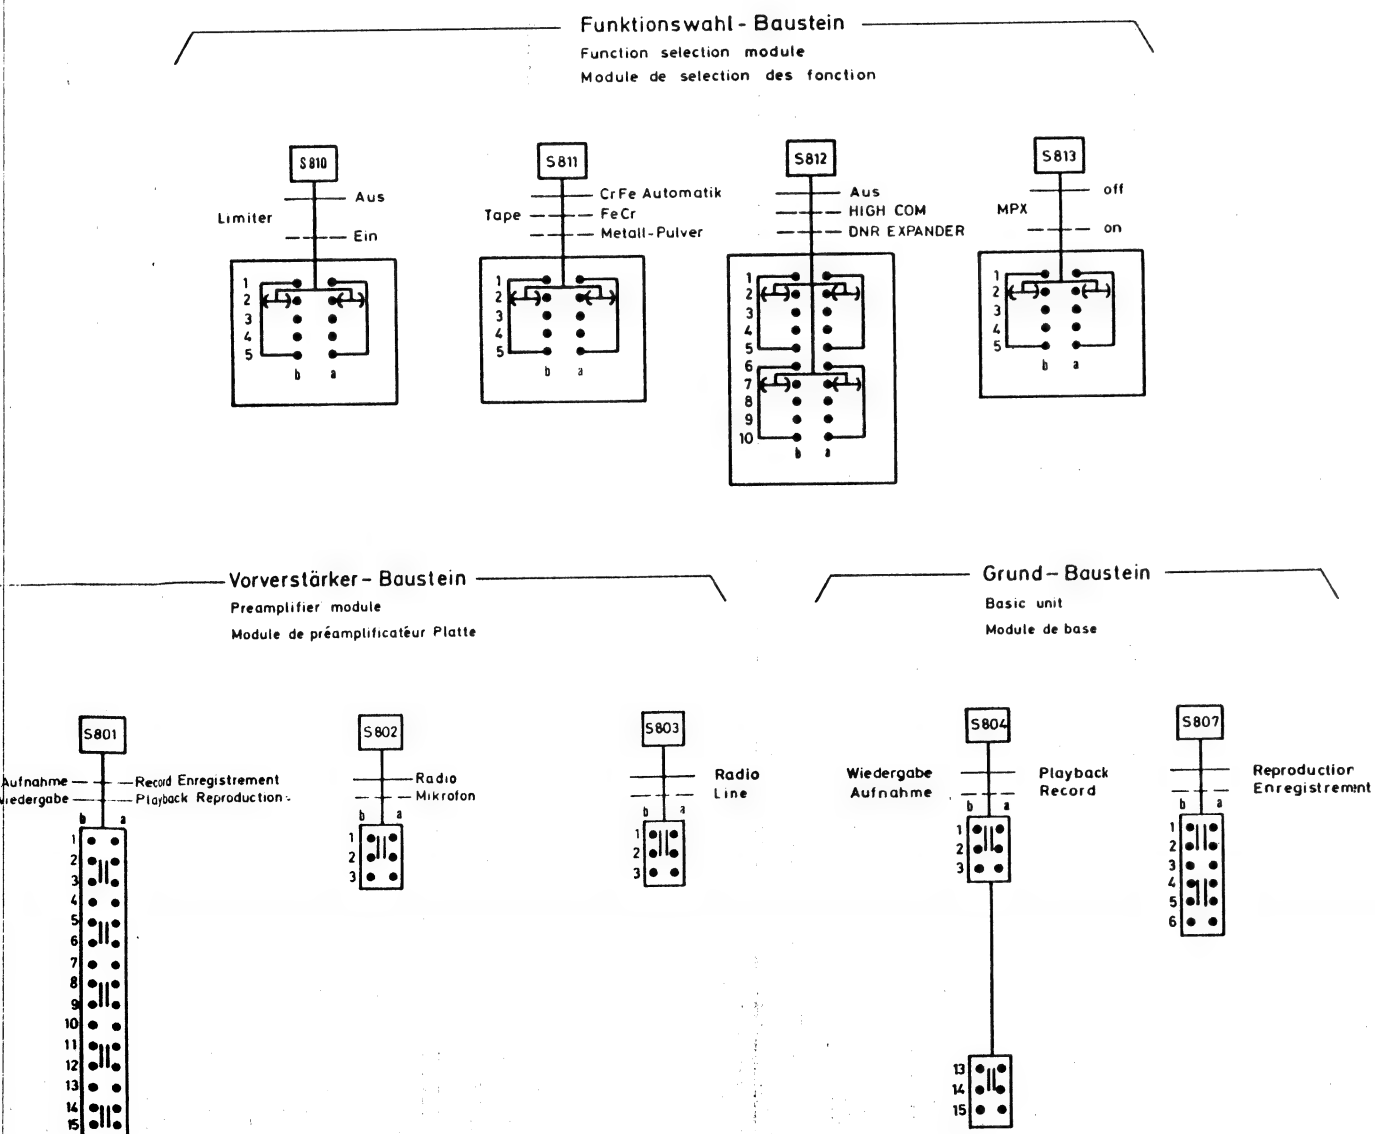 Funktionswahl - Baustein
Function selection module
Module de selection des fonction
S810
Aus
Limiter
Ein
1
2
3
4
5
b a
S811
CrFe Automatik
Tape FeCr
Metall-Pulver
1
2
3
4
5
b a
S812
Aus
HIGH COM
DNR EXPANDER
1
2
3
4
5
6
7
8
9
10
b a
S813
off
MPX
on
1
2
3
4
5
b a
Vorverstärker - Baustein
Preamplifier module
Module de préamplificatéur Platte
Grund - Baustein
Basic unit
Module de base
S801
Aufnahme Record Enregistrement
Wiedergabe Playback Reproduction
b a
1
2
3
4
5
6
7
8
9
10
11
12
13
14
15
S802
Radio
Mikrofon
b a
1
2
3
S803
Radio
Line
b a
1
2
3
S804
Wiedergabe Playback
Aufnahme Record
b a
1
2
3
13
14
15
S807
Reproduction
Enregistremnt
b a
1
2
3
4
5
6